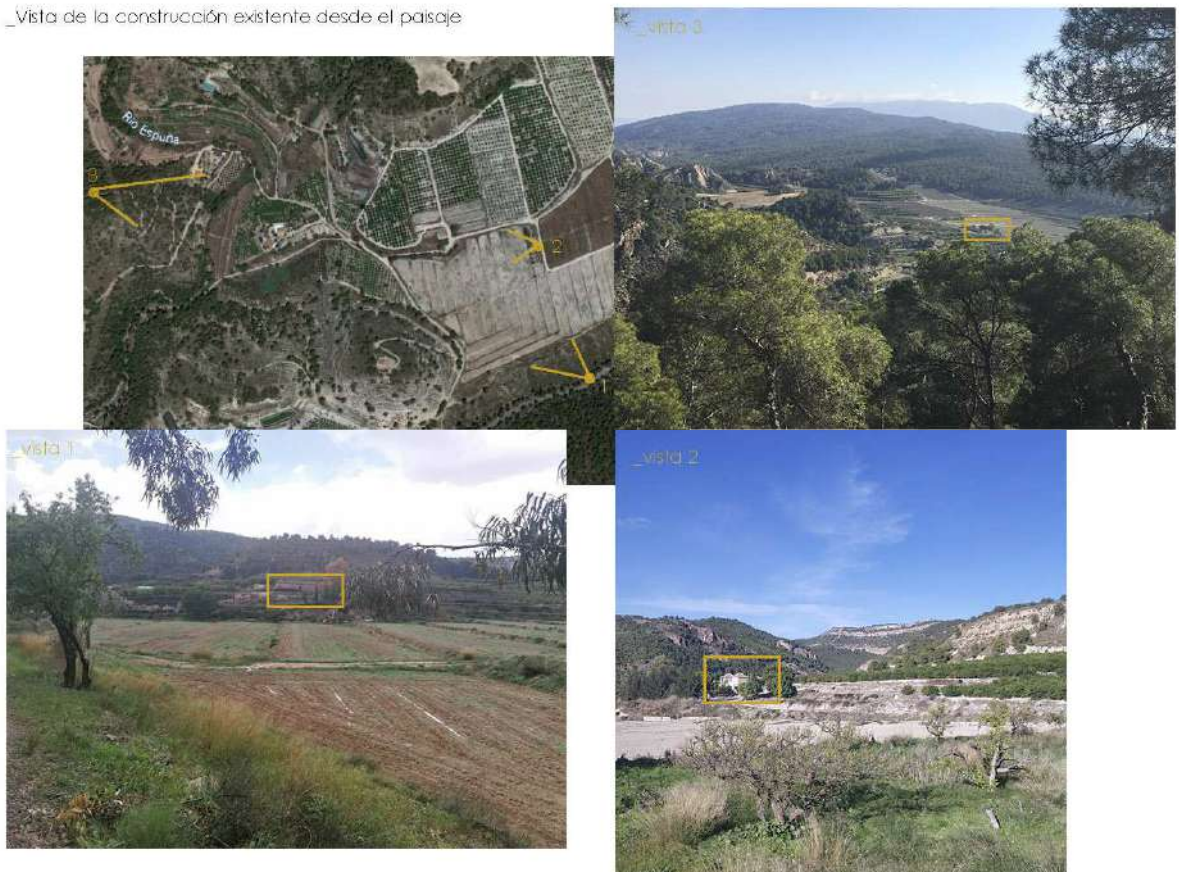 _Vista de la construcción existente desde el paisaje
_vista 3
Río Espuña
3
2
1
_vista 1
_vista 2